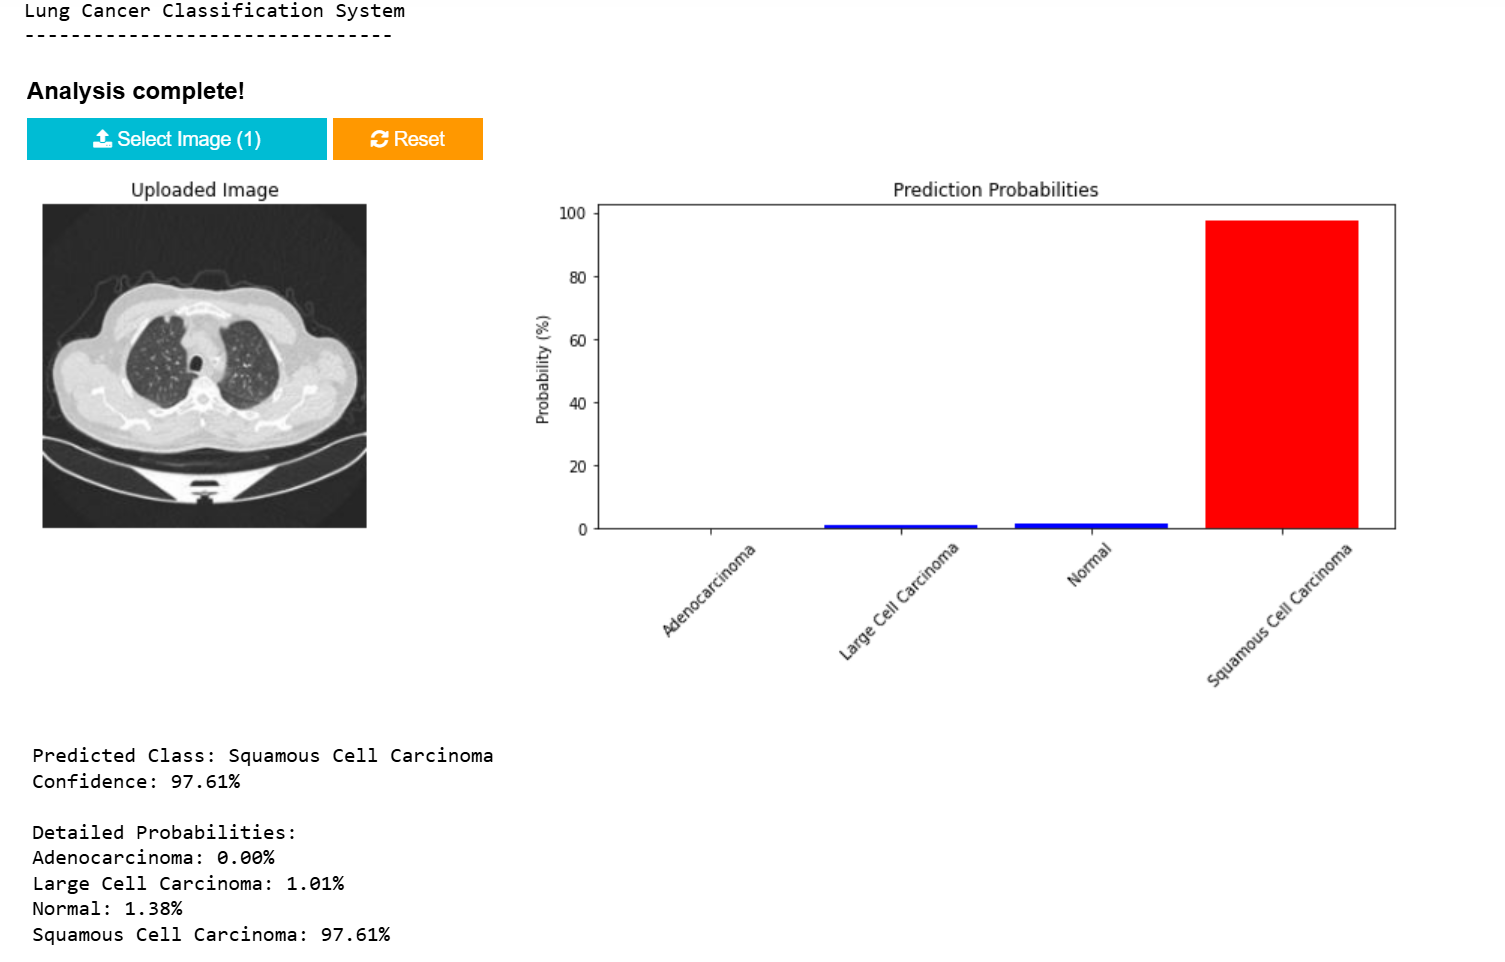 Lung Cancer Classification System
--------------------------------
Analysis complete!
Select Image (1)
Reset
Uploaded Image
Prediction Probabilities
Probability (%)
100
80
60
40
20
0
Adenocarcinoma
Large Cell Carcinoma
Normal
Squamous Cell Carcinoma
Predicted Class: Squamous Cell Carcinoma
Confidence: 97.61%
Detailed Probabilities:
Adenocarcinoma: 0.00%
Large Cell Carcinoma: 1.01%
Normal: 1.38%
Squamous Cell Carcinoma: 97.61%